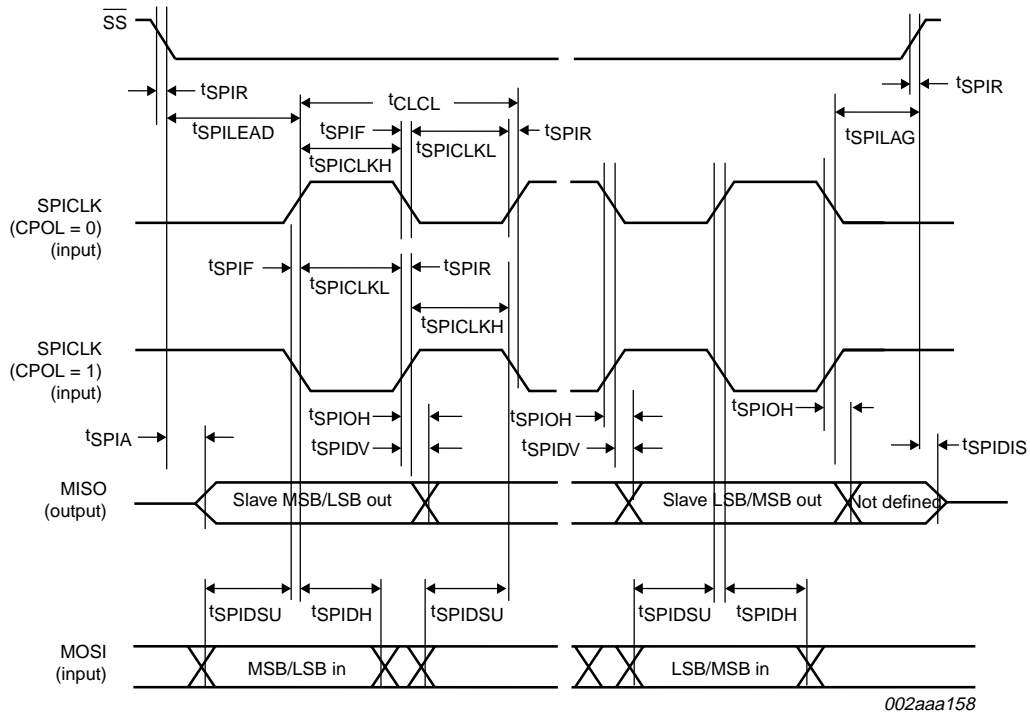 SS
tSPIR
tSPIR
tCLCL
tSPILEAD
tSPIF
tSPIR
tSPILAG
tSPICLKH
tSPICLKL
SPICLK
(CPOL = 0)
(input)
tSPIF
tSPICLKL
tSPIR
tSPICLKH
SPICLK
(CPOL = 1)
(input)
tSPIOH
tSPIOH
tSPIOH
tSPIA
tSPIDV
tSPIDV
tSPIDIS
MISO
(output)
Slave MSB/LSB out
Slave LSB/MSB out
Not defined
tSPIDSU
tSPIDH
tSPIDSU
tSPIDSU
tSPIDH
MOSI
(input)
MSB/LSB in
LSB/MSB in
002aaa158